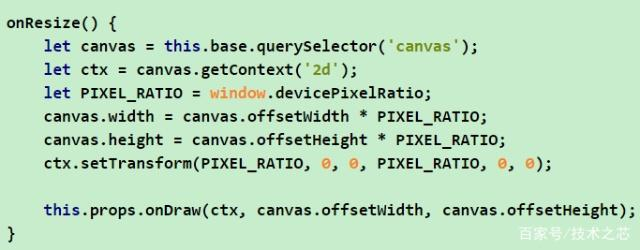 onResize() {
    let canvas = this.base.querySelector('canvas');
    let ctx = canvas.getContext('2d');
    let PIXEL_RATIO = window.devicePixelRatio;
    canvas.width = canvas.offsetWidth * PIXEL_RATIO;
    canvas.height = canvas.offsetHeight * PIXEL_RATIO;
    ctx.setTransform(PIXEL_RATIO, 0, 0, PIXEL_RATIO, 0, 0);

    this.props.onDraw(ctx, canvas.offsetWidth, canvas.offsetHeight);
}
百家号/技术之芯